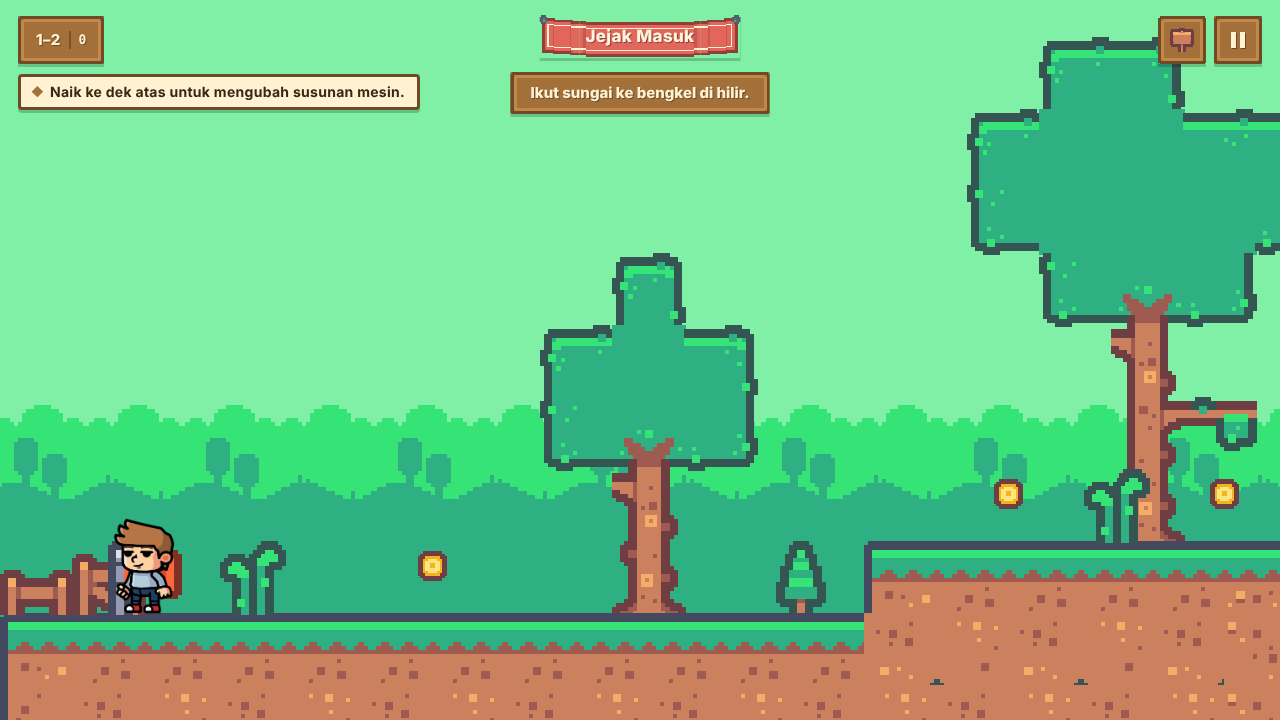 1–2 | 0
Jejak Masuk
Naik ke dek atas untuk mengubah susunan mesin.
Ikut sungai ke bengkel di hilir.